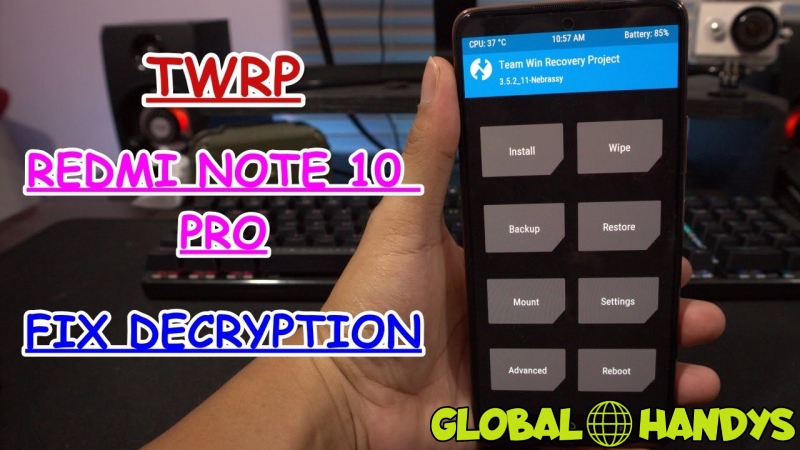 TWRP
REDMI NOTE 10
PRO
FIX DECRYPTION
CPU: 37 °C 10:57 AM Battery: 85%
Team Win Recovery Project
3.5.2_11-Nebrassy
Install Wipe
Backup Restore
Mount Settings
Advanced Reboot
GLOBAL HANDYS